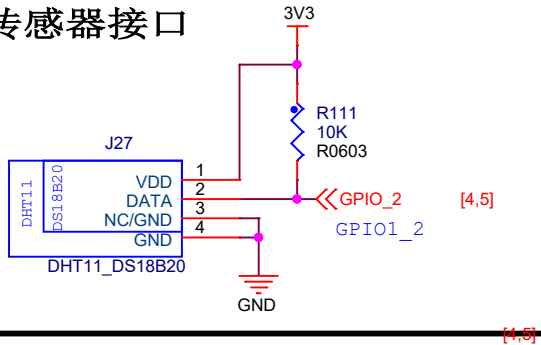 传感器接口
3V3
R111
10K
R0603
J27
DHT11
DS18B20
VDD 1
DATA 2
NC/GND 3
GND 4
GPIO_2 [4,5]
GPIO1_2
DHT11_DS18B20
GND
[4,5]